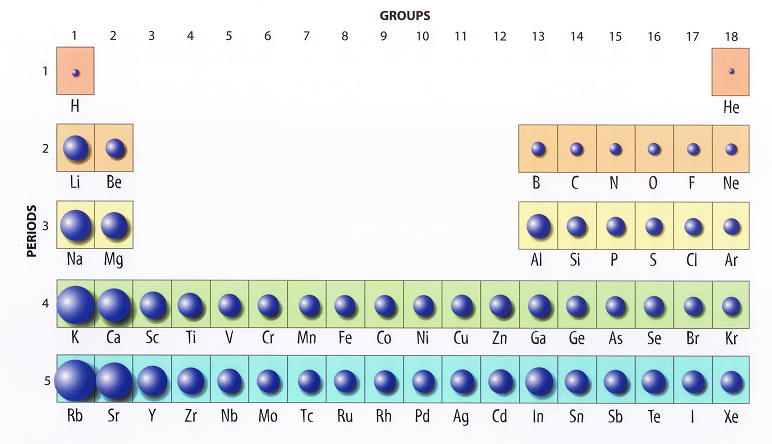 GROUPS
1 2 3 4 5 6 7 8 9 10 11 12 13 14 15 16 17 18
1
H He
2
Li Be B C N O F Ne
PERIODS
3
Na Mg Al Si P S Cl Ar
4
K Ca Sc Ti V Cr Mn Fe Co Ni Cu Zn Ga Ge As Se Br Kr
5
Rb Sr Y Zr Nb Mo Tc Ru Rh Pd Ag Cd In Sn Sb Te I Xe